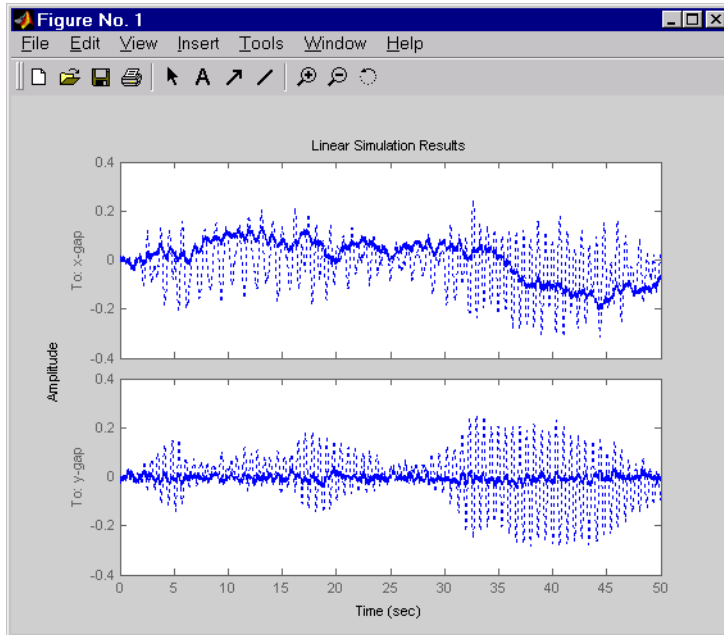 Figure No. 1
File Edit View Insert Tools Window Help
A
Linear Simulation Results
0.4
0.2
0
-0.2
-0.4
To: x-gap
Amplitude
0.4
0.2
0
-0.2
-0.4
To: y-gap
0 5 10 15 20 25 30 35 40 45 50
Time (sec)